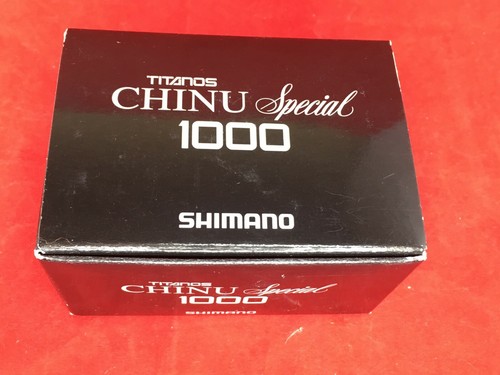 TITANOS
CHINU Special
1000
SHIMANO
TITANOS
CHINU Special
1000
SHIMANO